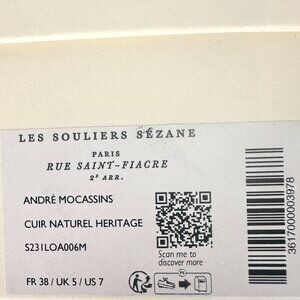 LES SOULIERS SÉZANE
PARIS
RUE SAINT-FIACRE
2ᵉ ARR.
ANDRÉ MOCASSINS
CUIR NATUREL HERITAGE
S231LOA006M
FR 38 / UK 5 / US 7
Scan me to
discover more
3617000003978